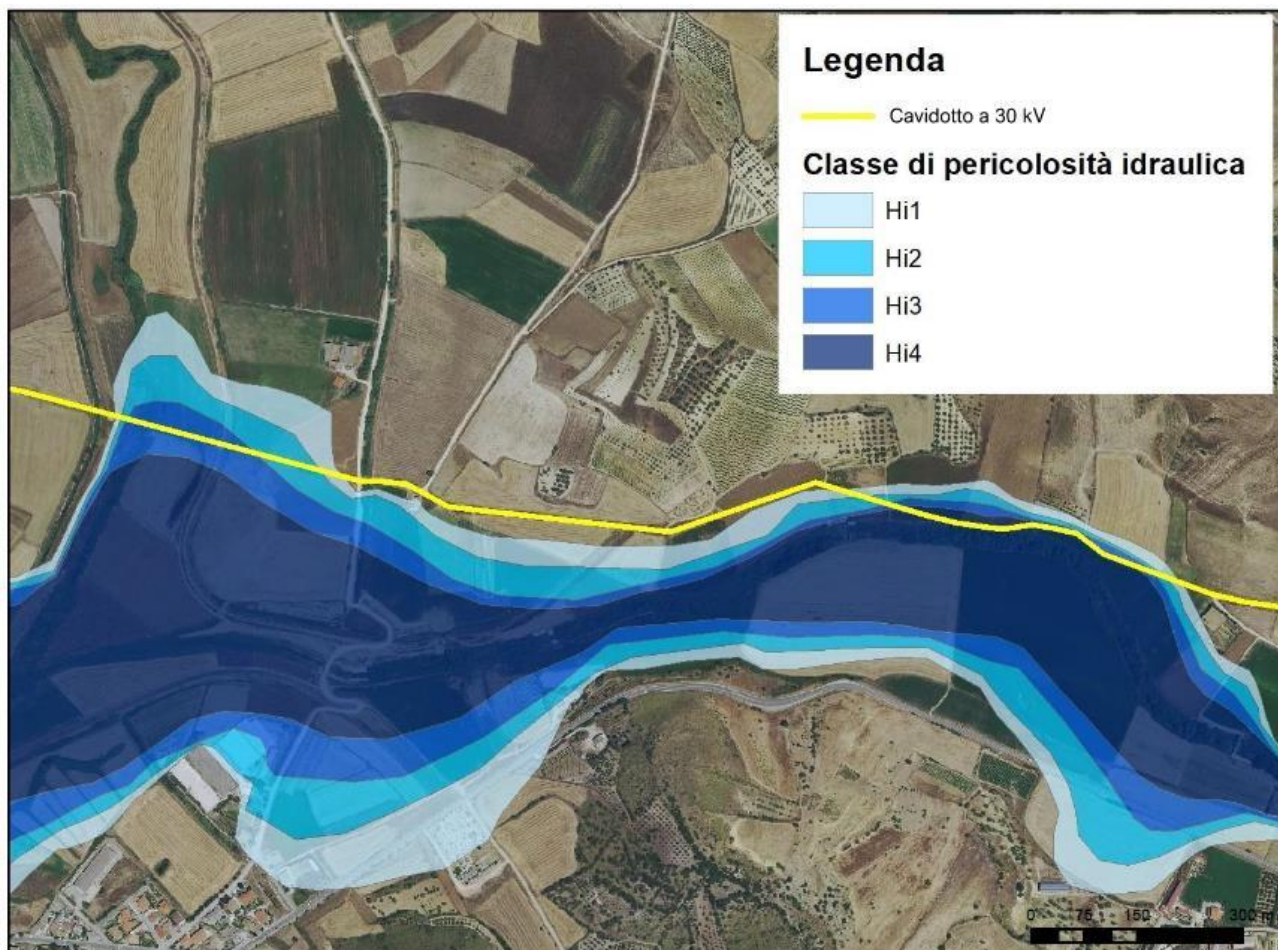 Legenda
Cavidotto a 30 kV
Classe di pericolosità idraulica
Hi1
Hi2
Hi3
Hi4
0 75 150 300 m